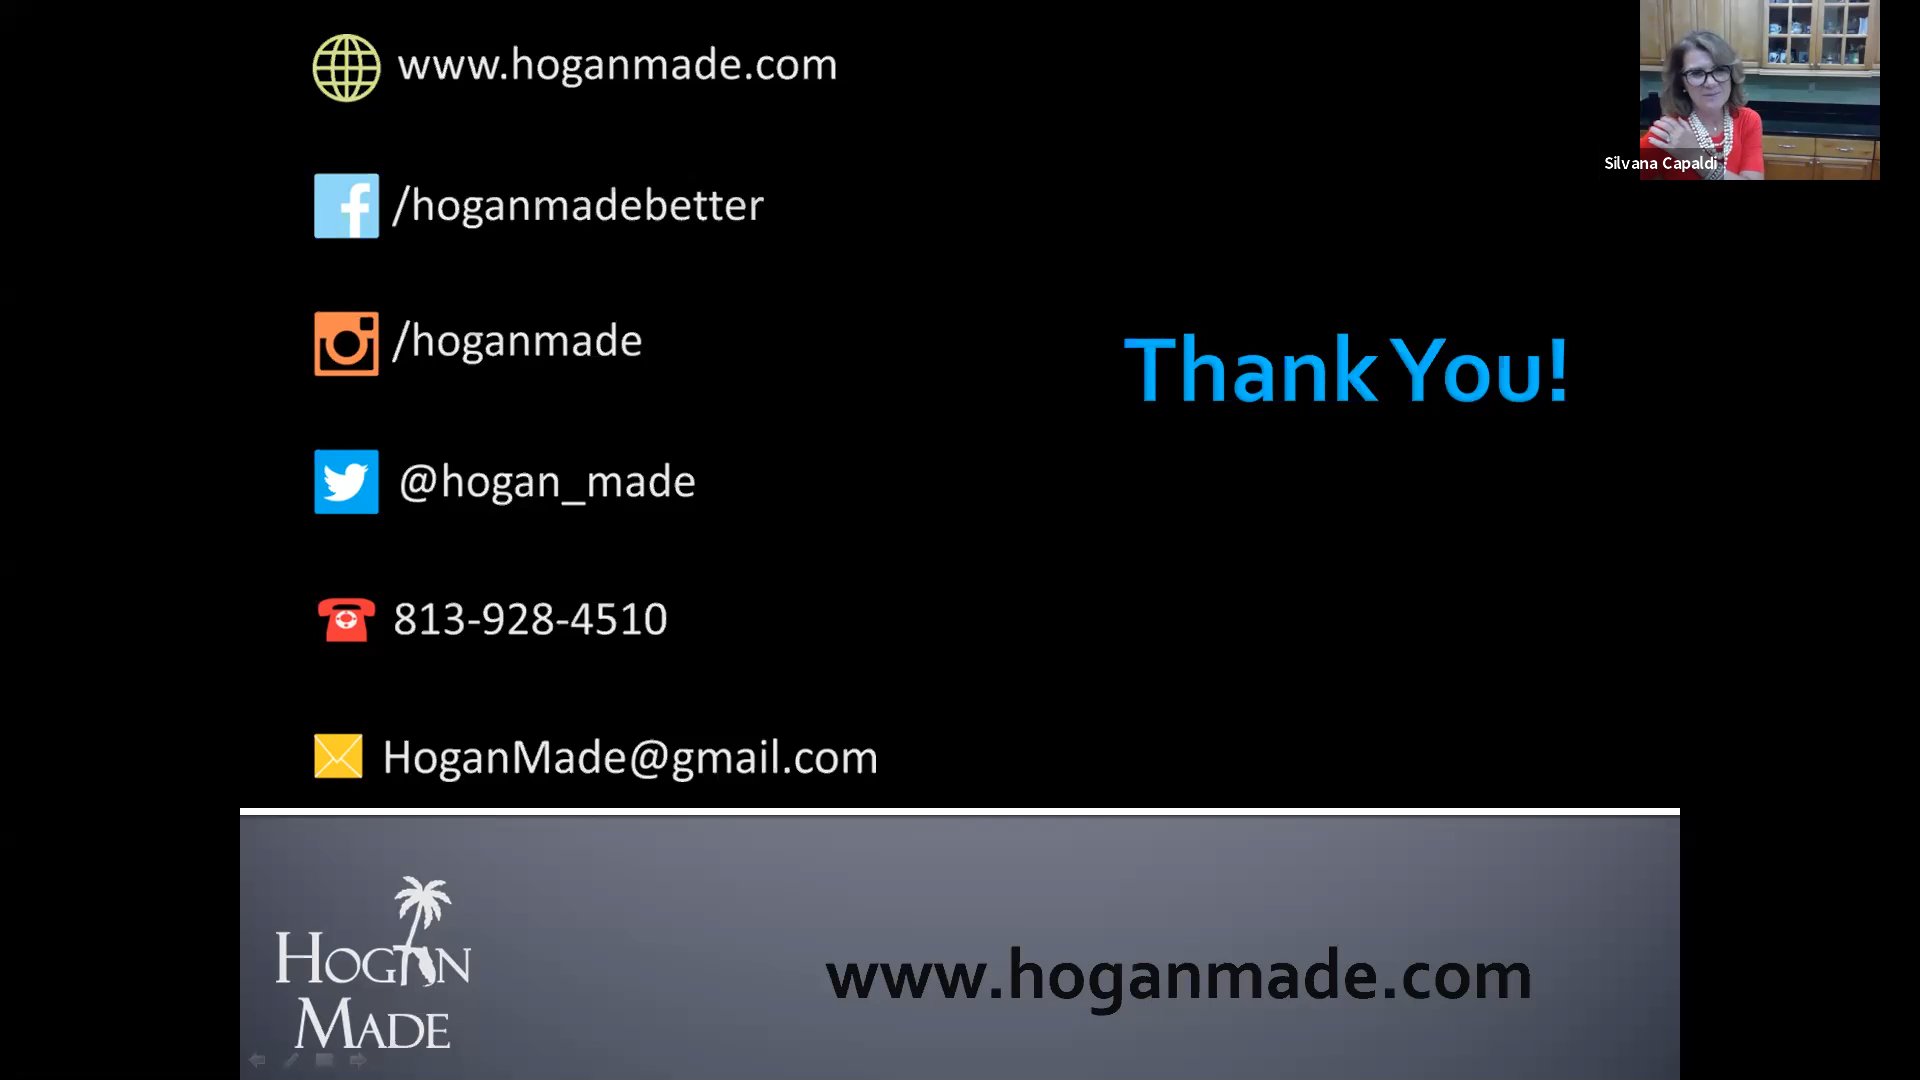 www.hoganmade.com
/hoganmadebetter
/hoganmade
@hogan_made
813-928-4510
HoganMade@gmail.com
Thank You!
Silvana Capaldi
HOGAN
MADE
www.hoganmade.com